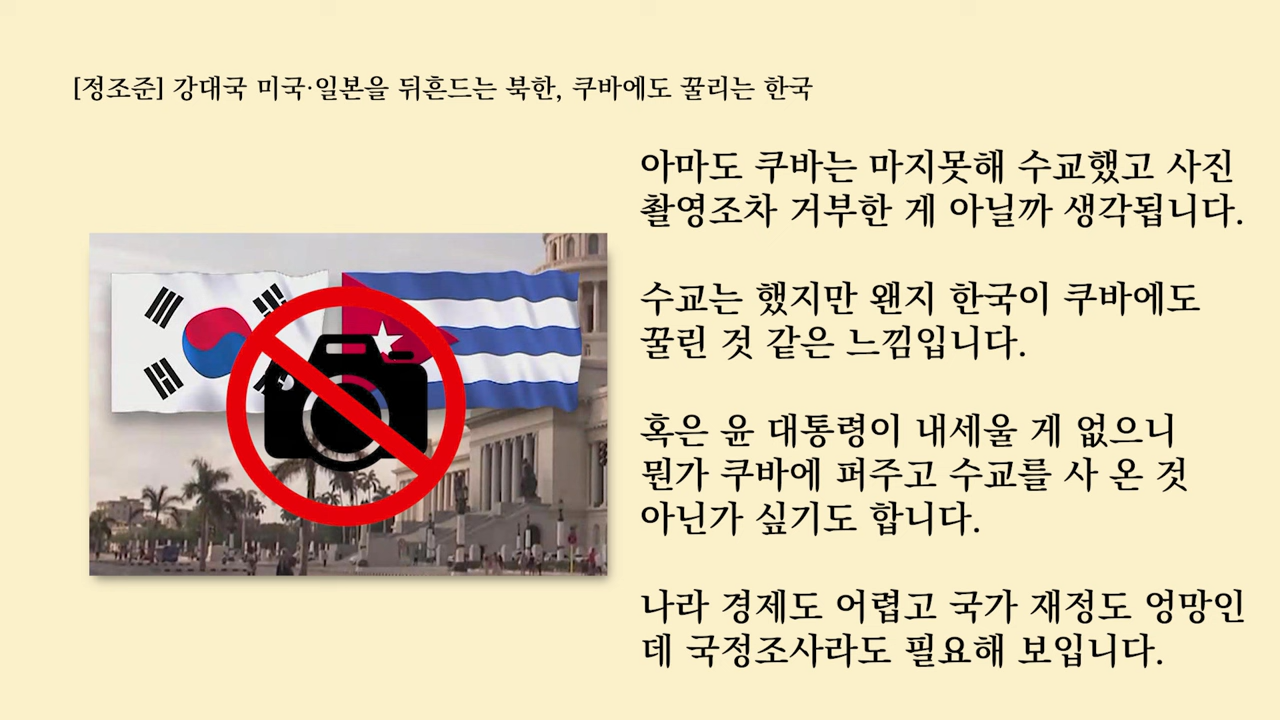 [정조준] 강대국 미국·일본을 뒤흔드는 북한, 쿠바에도 꿀리는 한국
아마도 쿠바는 마지못해 수교했고 사진
촬영조차 거부한 게 아닐까 생각됩니다.
수교는 했지만 왠지 한국이 쿠바에도
꿀린 것 같은 느낌입니다.
혹은 윤 대통령이 내세울 게 없으니
뭔가 쿠바에 퍼주고 수교를 사 온 것
아닌가 싶기도 합니다.
나라 경제도 어렵고 국가 재정도 엉망인
데 국정조사라도 필요해 보입니다.